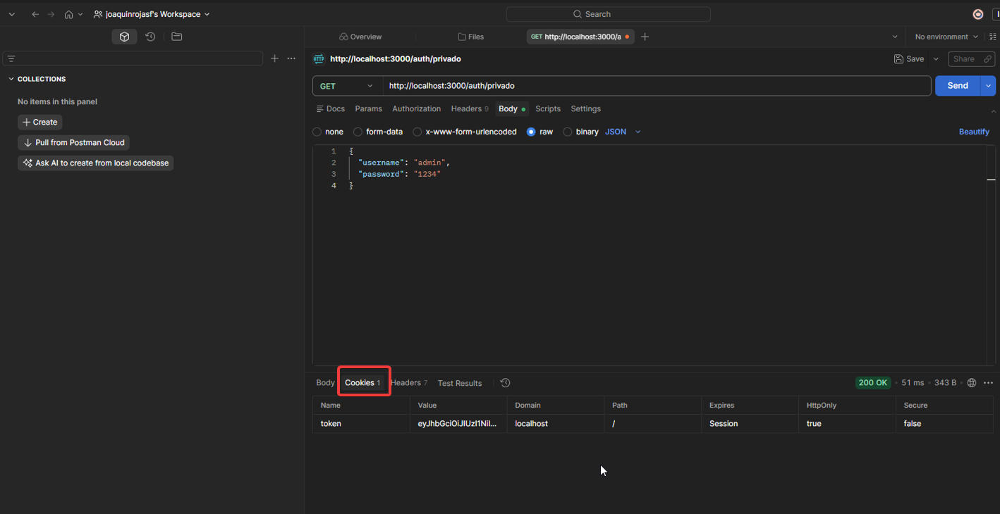 joaquinrojasf's Workspace
Search
Overview
Files
GET http://localhost:3000/a
No environment
HTTP http://localhost:3000/auth/privado
Save
Share
COLLECTIONS
No items in this panel
Create
Pull from Postman Cloud
Ask AI to create from local codebase
GET http://localhost:3000/auth/privado
Send
Docs Params Authorization Headers 9 Body Scripts Settings
none form-data x-www-form-urlencoded raw binary JSON
Beautify
1 {
2 "username": "admin",
3 "password": "1234"
4 }
Body Cookies 1 Headers 7 Test Results
200 OK • 51 ms • 343 B
Name Value Domain Path Expires HttpOnly Secure
token eyJhbGciOiJIUzI1NiI... localhost / Session true false